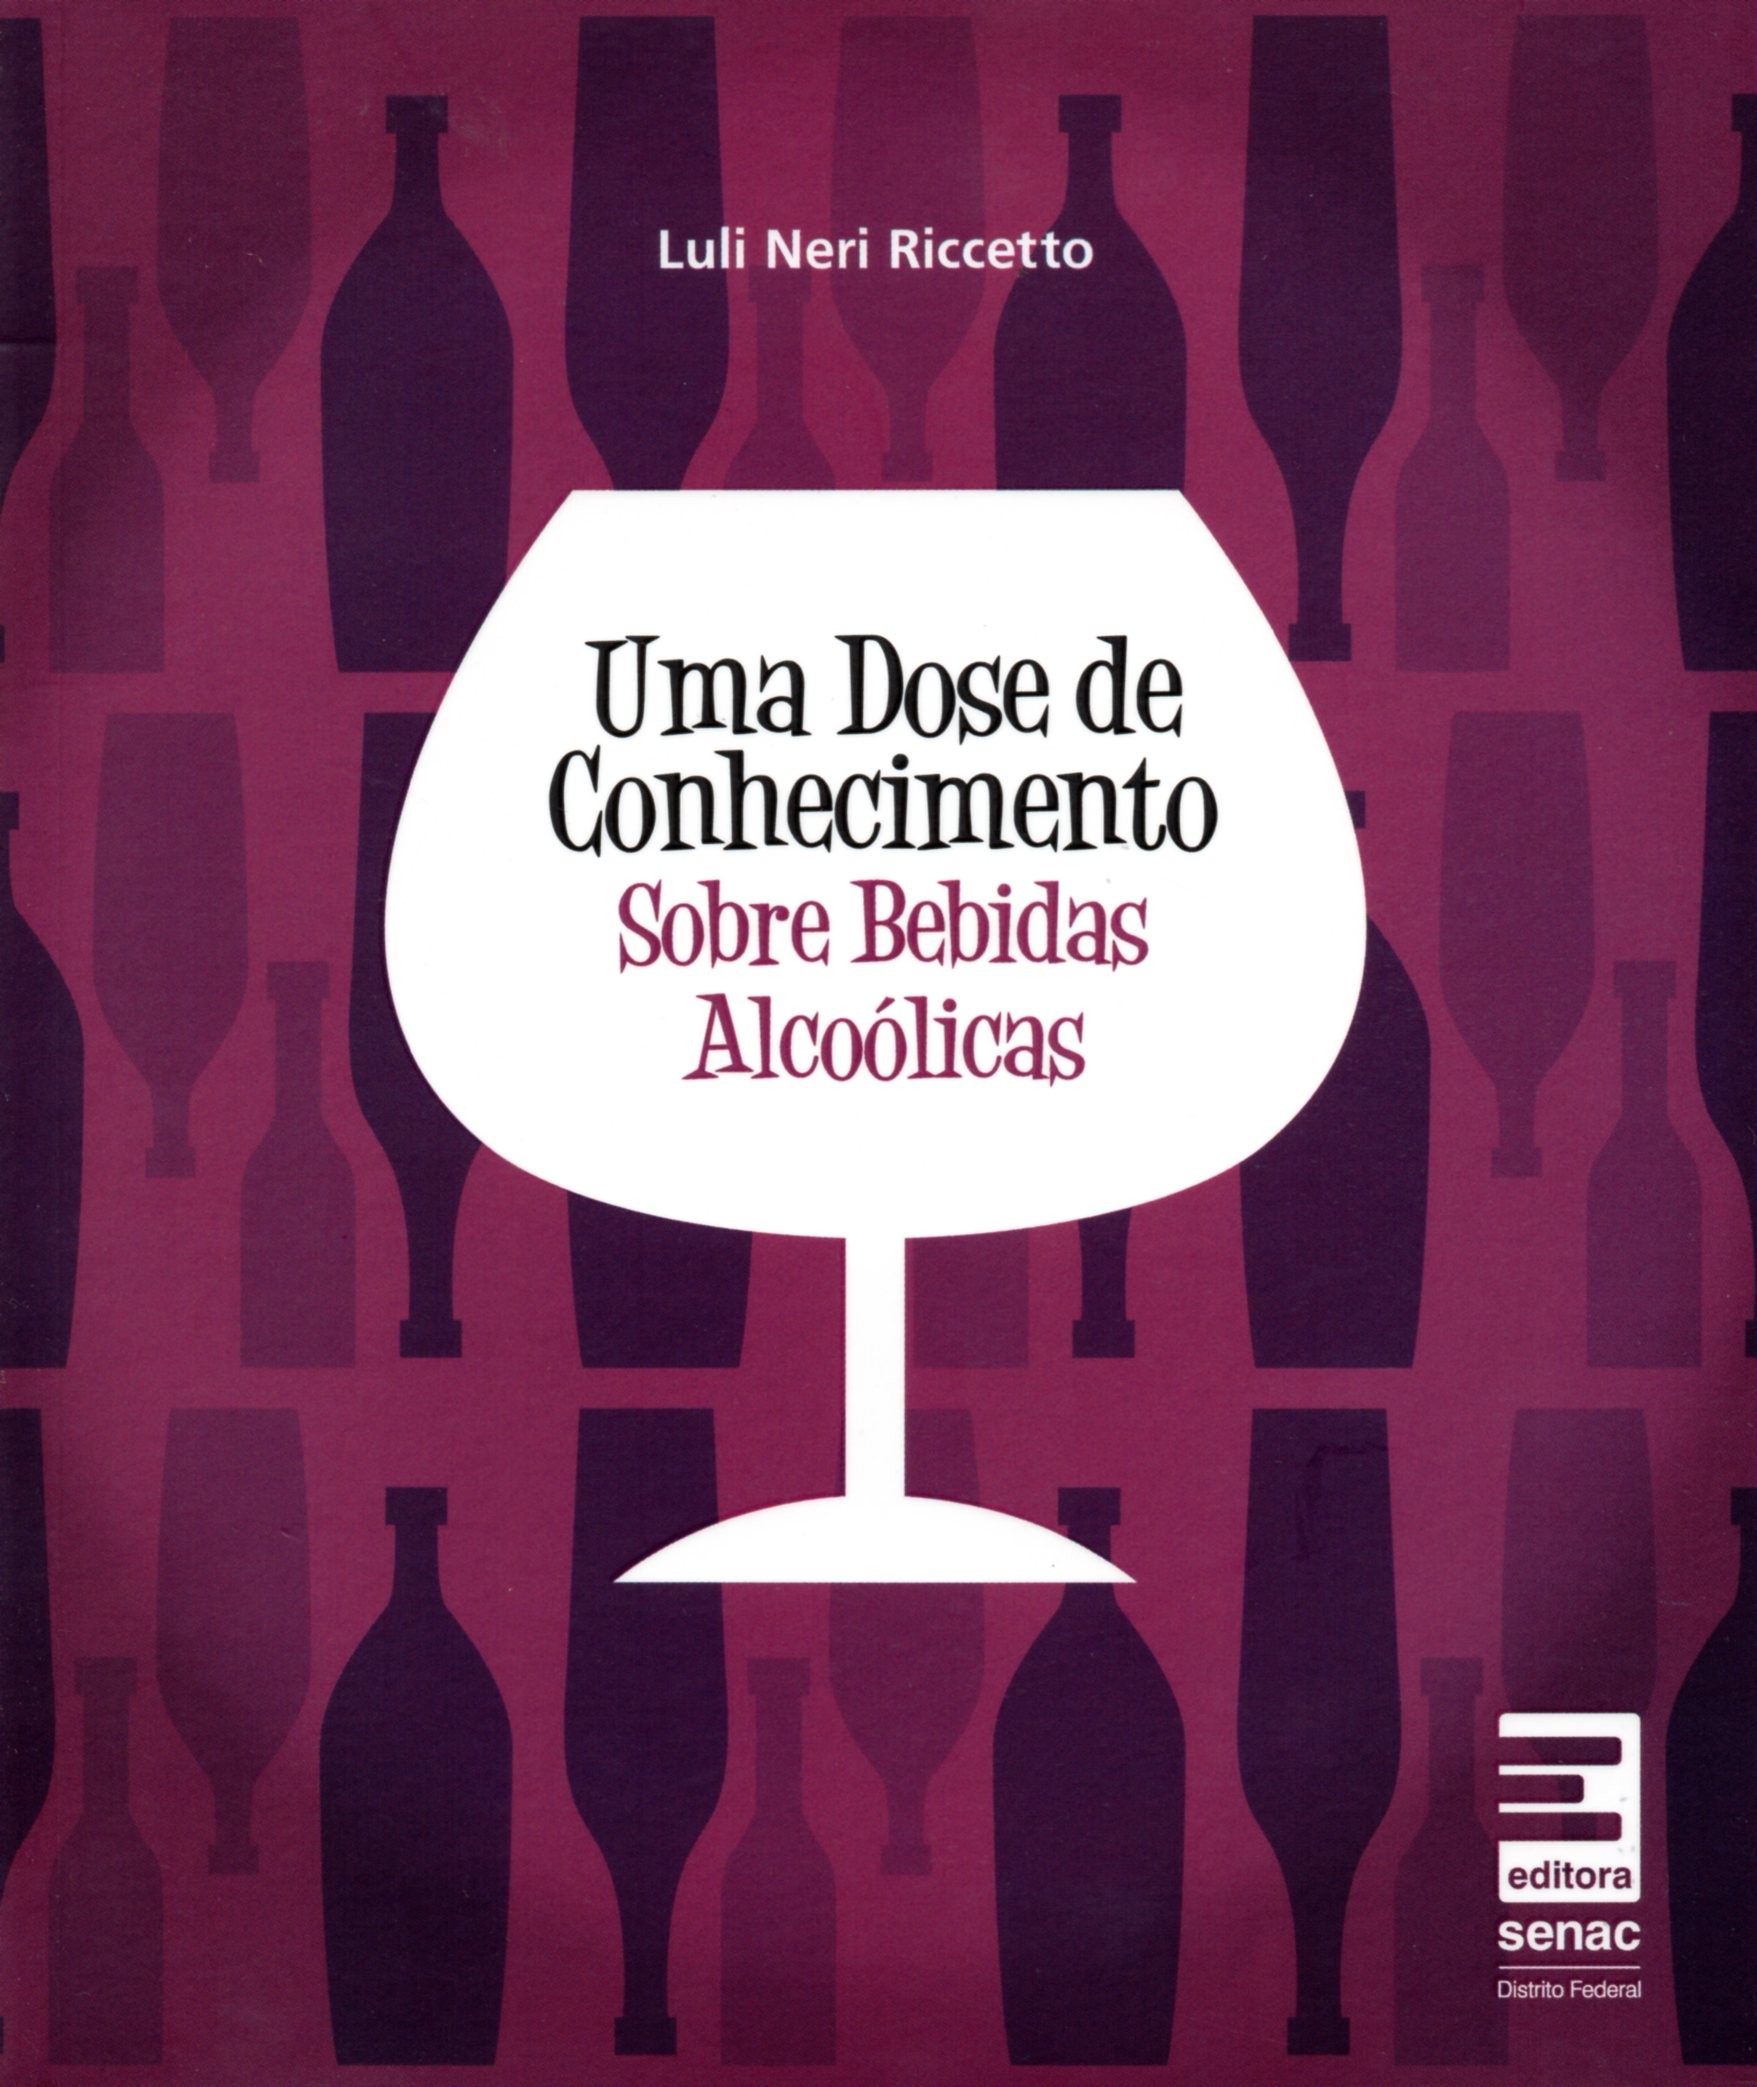 Luli Neri Riccetto
Uma Dose de
Conhecimento
Sobre Bebidas
Alcoólicas
editora
senac
Distrito Federal